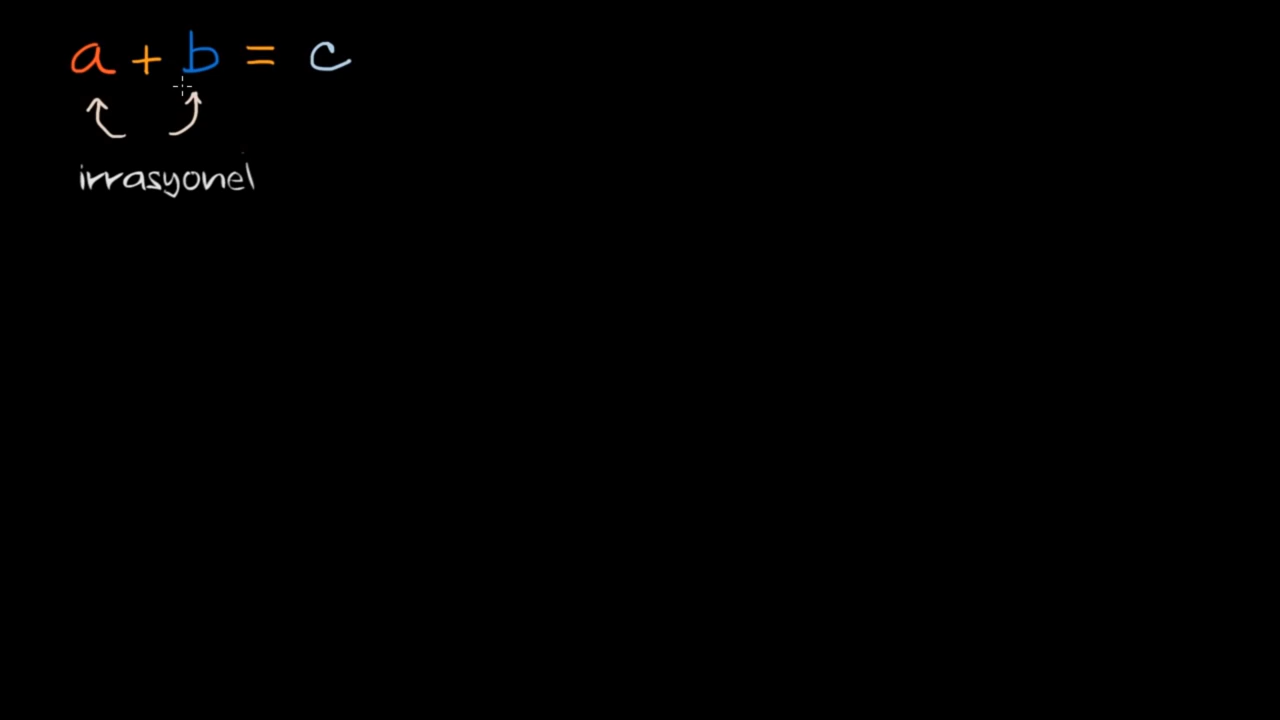 a + b = c
irrasyonel